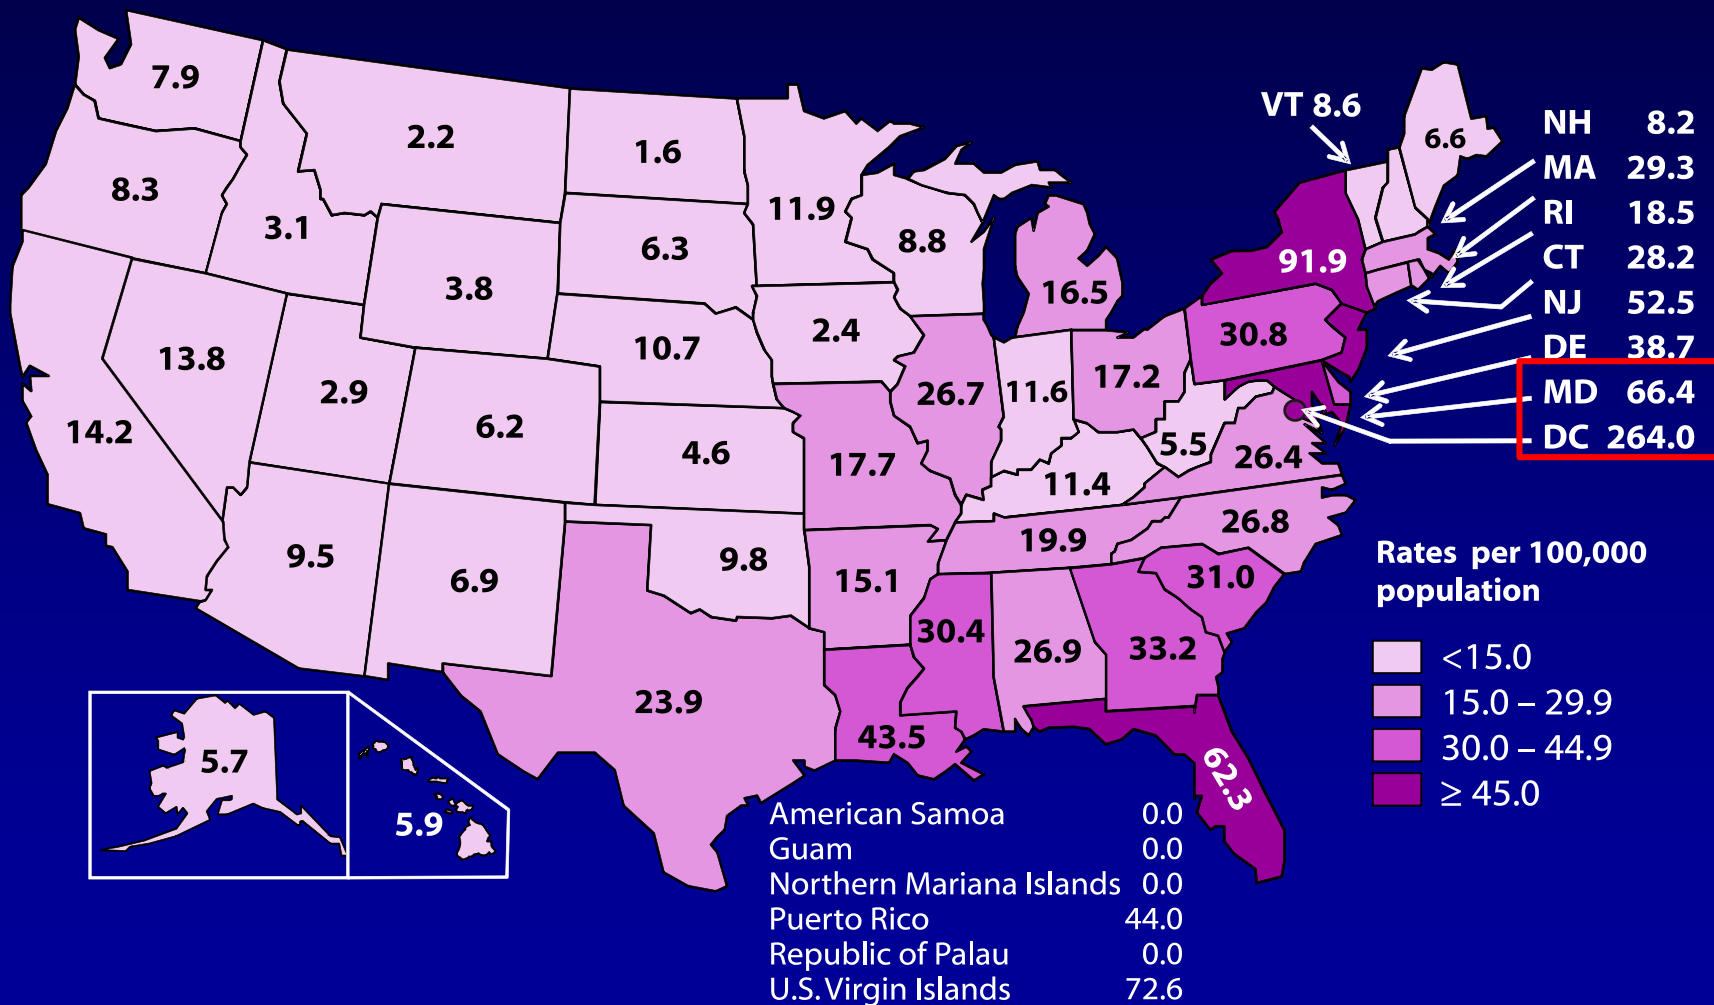 7.9
2.2
1.6
VT 8.6
NH 8.2
6.6
MA 29.3
8.3
11.9
RI 18.5
3.1
6.3
8.8
91.9
CT 28.2
3.8
16.5
NJ 52.5
13.8
10.7
2.4
30.8
DE 38.7
2.9
26.7
11.6
17.2
MD 66.4
14.2
6.2
4.6
17.7
5.5
26.4
DC 264.0
11.4
9.5
6.9
9.8
15.1
19.9
26.8
31.0
Rates per 100,000
population
30.4
26.9
33.2
<15.0
23.9
15.0 – 29.9
43.5
30.0 – 44.9
5.7
62.3
≥ 45.0
5.9
American Samoa 0.0
Guam 0.0
Northern Mariana Islands 0.0
Puerto Rico 44.0
Republic of Palau 0.0
U.S. Virgin Islands 72.6